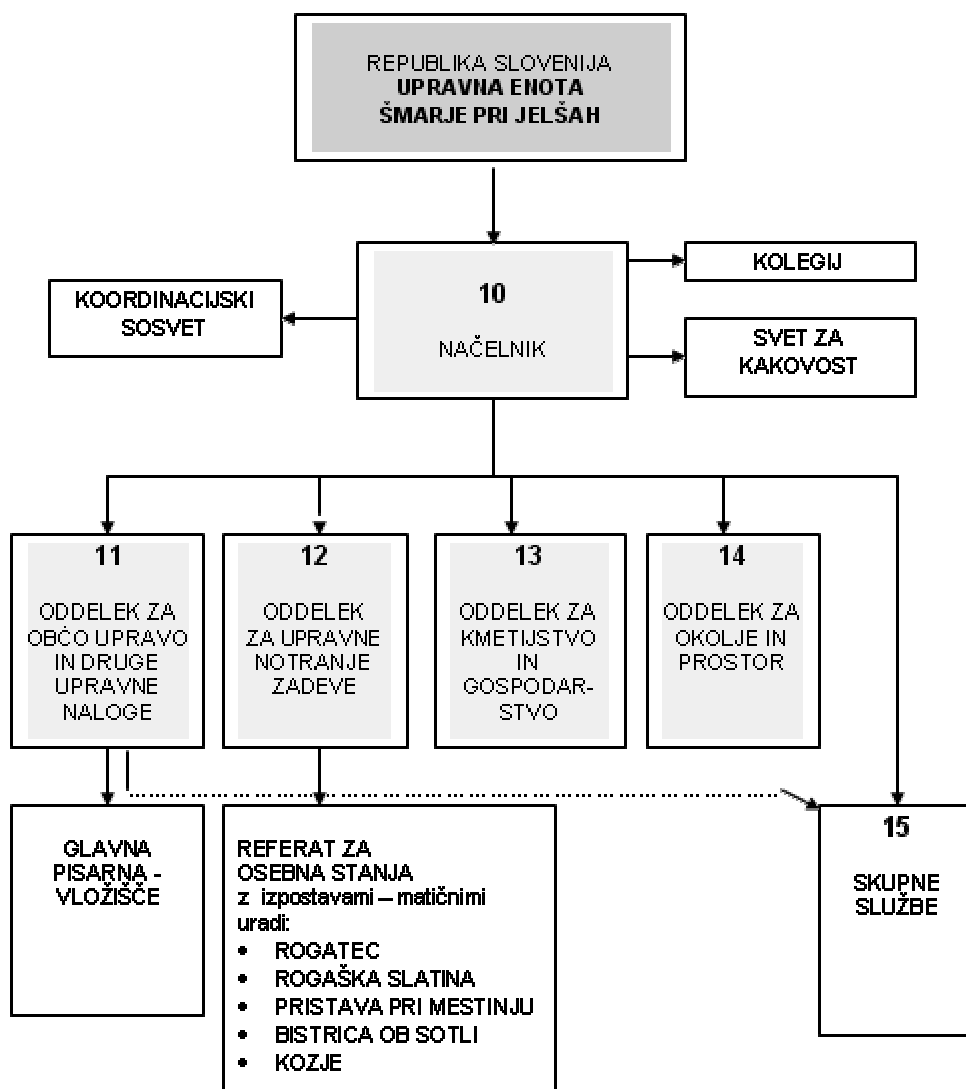 REPUBLIKA SLOVENIJA
UPRAVNA ENOTA
ŠMARJE PRI JELŠAH
KOORDINACIJSKI
SOSVET
10
NAČELNIK
KOLEGIJ
SVET ZA
KAKOVOST
11
ODDELEK ZA
OBČO UPRAVO
IN DRUGE
UPRAVNE
NALOGE
12
ODDELEK
ZA UPRAVNE
NOTRANJE
ZADEVE
13
ODDELEK ZA
KMETIJSTVO
IN
GOSPODAR-
STVO
14
ODDELEK ZA
OKOLJE IN
PROSTOR
GLAVNA
PISARNA -
VLOŽIŠČE
REFERAT ZA
OSEBNA STANJA
z izpostavami – matičnimi
uradi:
• ROGATEC
• ROGAŠKA SLATINA
• PRISTAVA PRI MESTINJU
• BISTRICA OB SOTLI
• KOZJE
15
SKUPNE
SLUŽBE